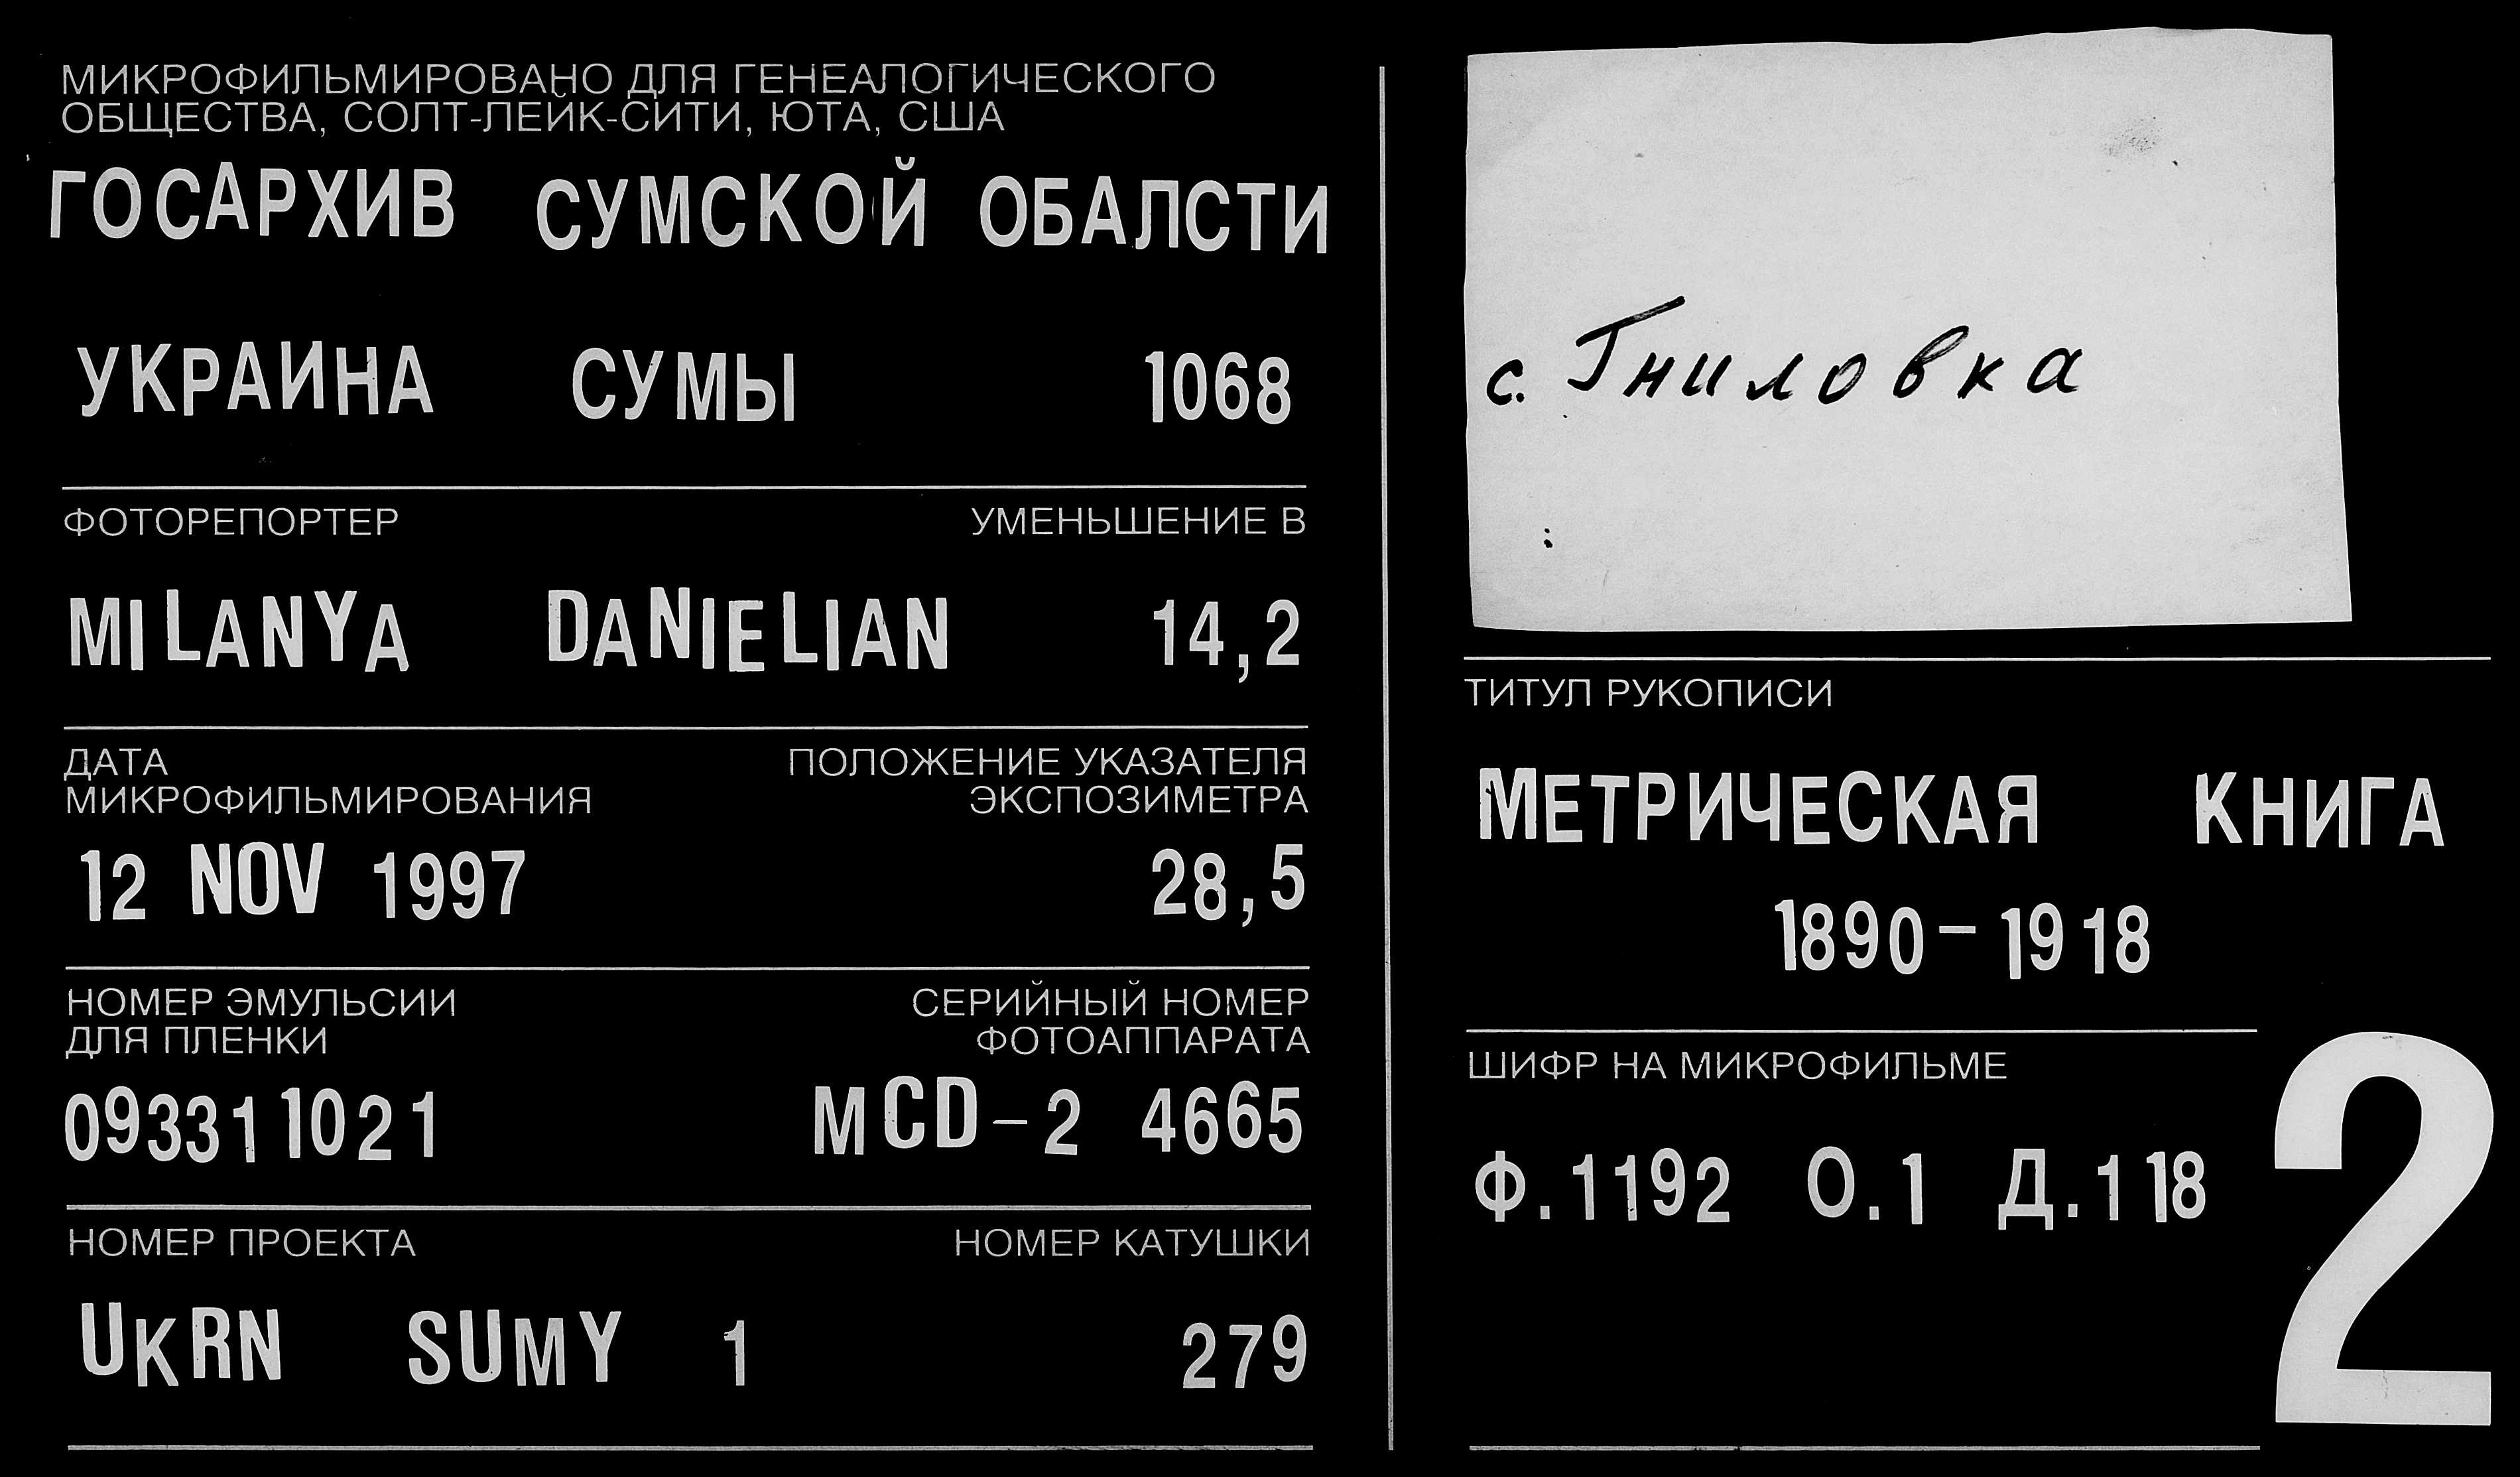 МИКРОФИЛЬМИРОВАНО ДЛЯ ГЕНЕАЛОГИЧЕСКОГО
ОБЩЕСТВА, СОЛТ-ЛЕЙК-СИТИ, ЮТА, США
ГОСАРХИВ СУМСКОЙ ОБАЛСТИ
УКРАИНА СУМЫ 1068
ФОТОРЕПОРТЕР УМЕНЬШЕНИЕ В
MILANYA DANIELIAN 14,2
ДАТА ПОЛОЖЕНИЕ УКАЗАТЕЛЯ
МИКРОФИЛЬМИРОВАНИЯ ЭКСПОЗИМЕТРА
12 NOV 1997 28,5
НОМЕР ЭМУЛЬСИИ СЕРИЙНЫЙ НОМЕР
ДЛЯ ПЛЕНКИ ФОТОАППАРАТА
093311021 MCD-2 4665
НОМЕР ПРОЕКТА НОМЕР КАТУШКИ
UKRN SUMY 1 279
с. Гниловка
ТИТУЛ РУКОПИСИ
МЕТРИЧЕСКАЯ КНИГА
1890-1918
ШИФР НА МИКРОФИЛЬМЕ
Ф.1192 О.1 Д.118
2